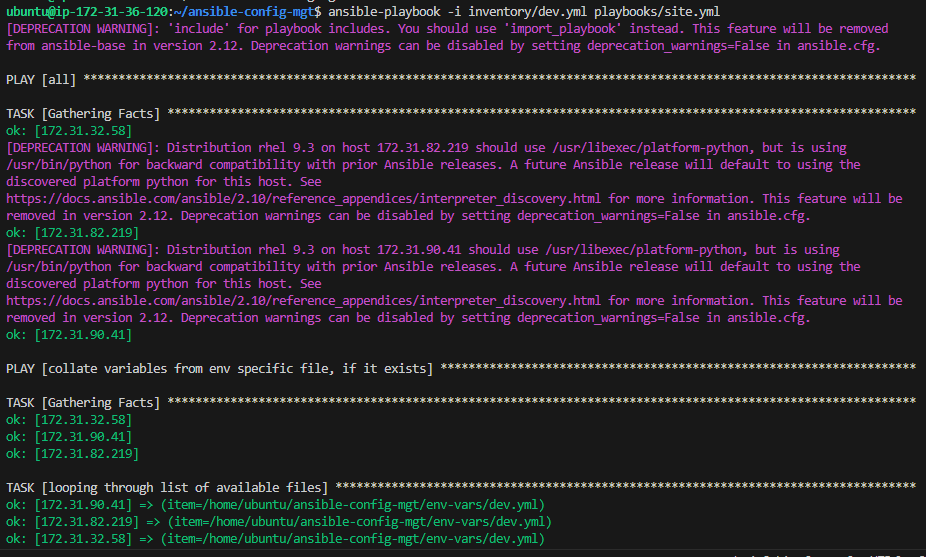 ubuntu@ip-172-31-36-120:~/ansible-config-mgt$ ansible-playbook -i inventory/dev.yml playbooks/site.yml
[DEPRECATION WARNING]: 'include' for playbook includes. You should use 'import_playbook' instead. This feature will be removed
from ansible-base in version 2.12. Deprecation warnings can be disabled by setting deprecation_warnings=False in ansible.cfg.
PLAY [all] ***********************************************************************************************************************
TASK [Gathering Facts] ***********************************************************************************************************
ok: [172.31.32.58]
[DEPRECATION WARNING]: Distribution rhel 9.3 on host 172.31.82.219 should use /usr/libexec/platform-python, but is using
/usr/bin/python for backward compatibility with prior Ansible releases. A future Ansible release will default to using the
discovered platform python for this host. See
https://docs.ansible.com/ansible/2.10/reference_appendices/interpreter_discovery.html for more information. This feature will be
removed in version 2.12. Deprecation warnings can be disabled by setting deprecation_warnings=False in ansible.cfg.
ok: [172.31.82.219]
[DEPRECATION WARNING]: Distribution rhel 9.3 on host 172.31.90.41 should use /usr/libexec/platform-python, but is using
/usr/bin/python for backward compatibility with prior Ansible releases. A future Ansible release will default to using the
discovered platform python for this host. See
https://docs.ansible.com/ansible/2.10/reference_appendices/interpreter_discovery.html for more information. This feature will be
removed in version 2.12. Deprecation warnings can be disabled by setting deprecation_warnings=False in ansible.cfg.
ok: [172.31.90.41]
PLAY [collate variables from env specific file, if it exists] ********************************************************************
TASK [Gathering Facts] ***********************************************************************************************************
ok: [172.31.32.58]
ok: [172.31.90.41]
ok: [172.31.82.219]
TASK [looping through list of available files] ***********************************************************************************
ok: [172.31.90.41] => (item=/home/ubuntu/ansible-config-mgt/env-vars/dev.yml)
ok: [172.31.82.219] => (item=/home/ubuntu/ansible-config-mgt/env-vars/dev.yml)
ok: [172.31.32.58] => (item=/home/ubuntu/ansible-config-mgt/env-vars/dev.yml)